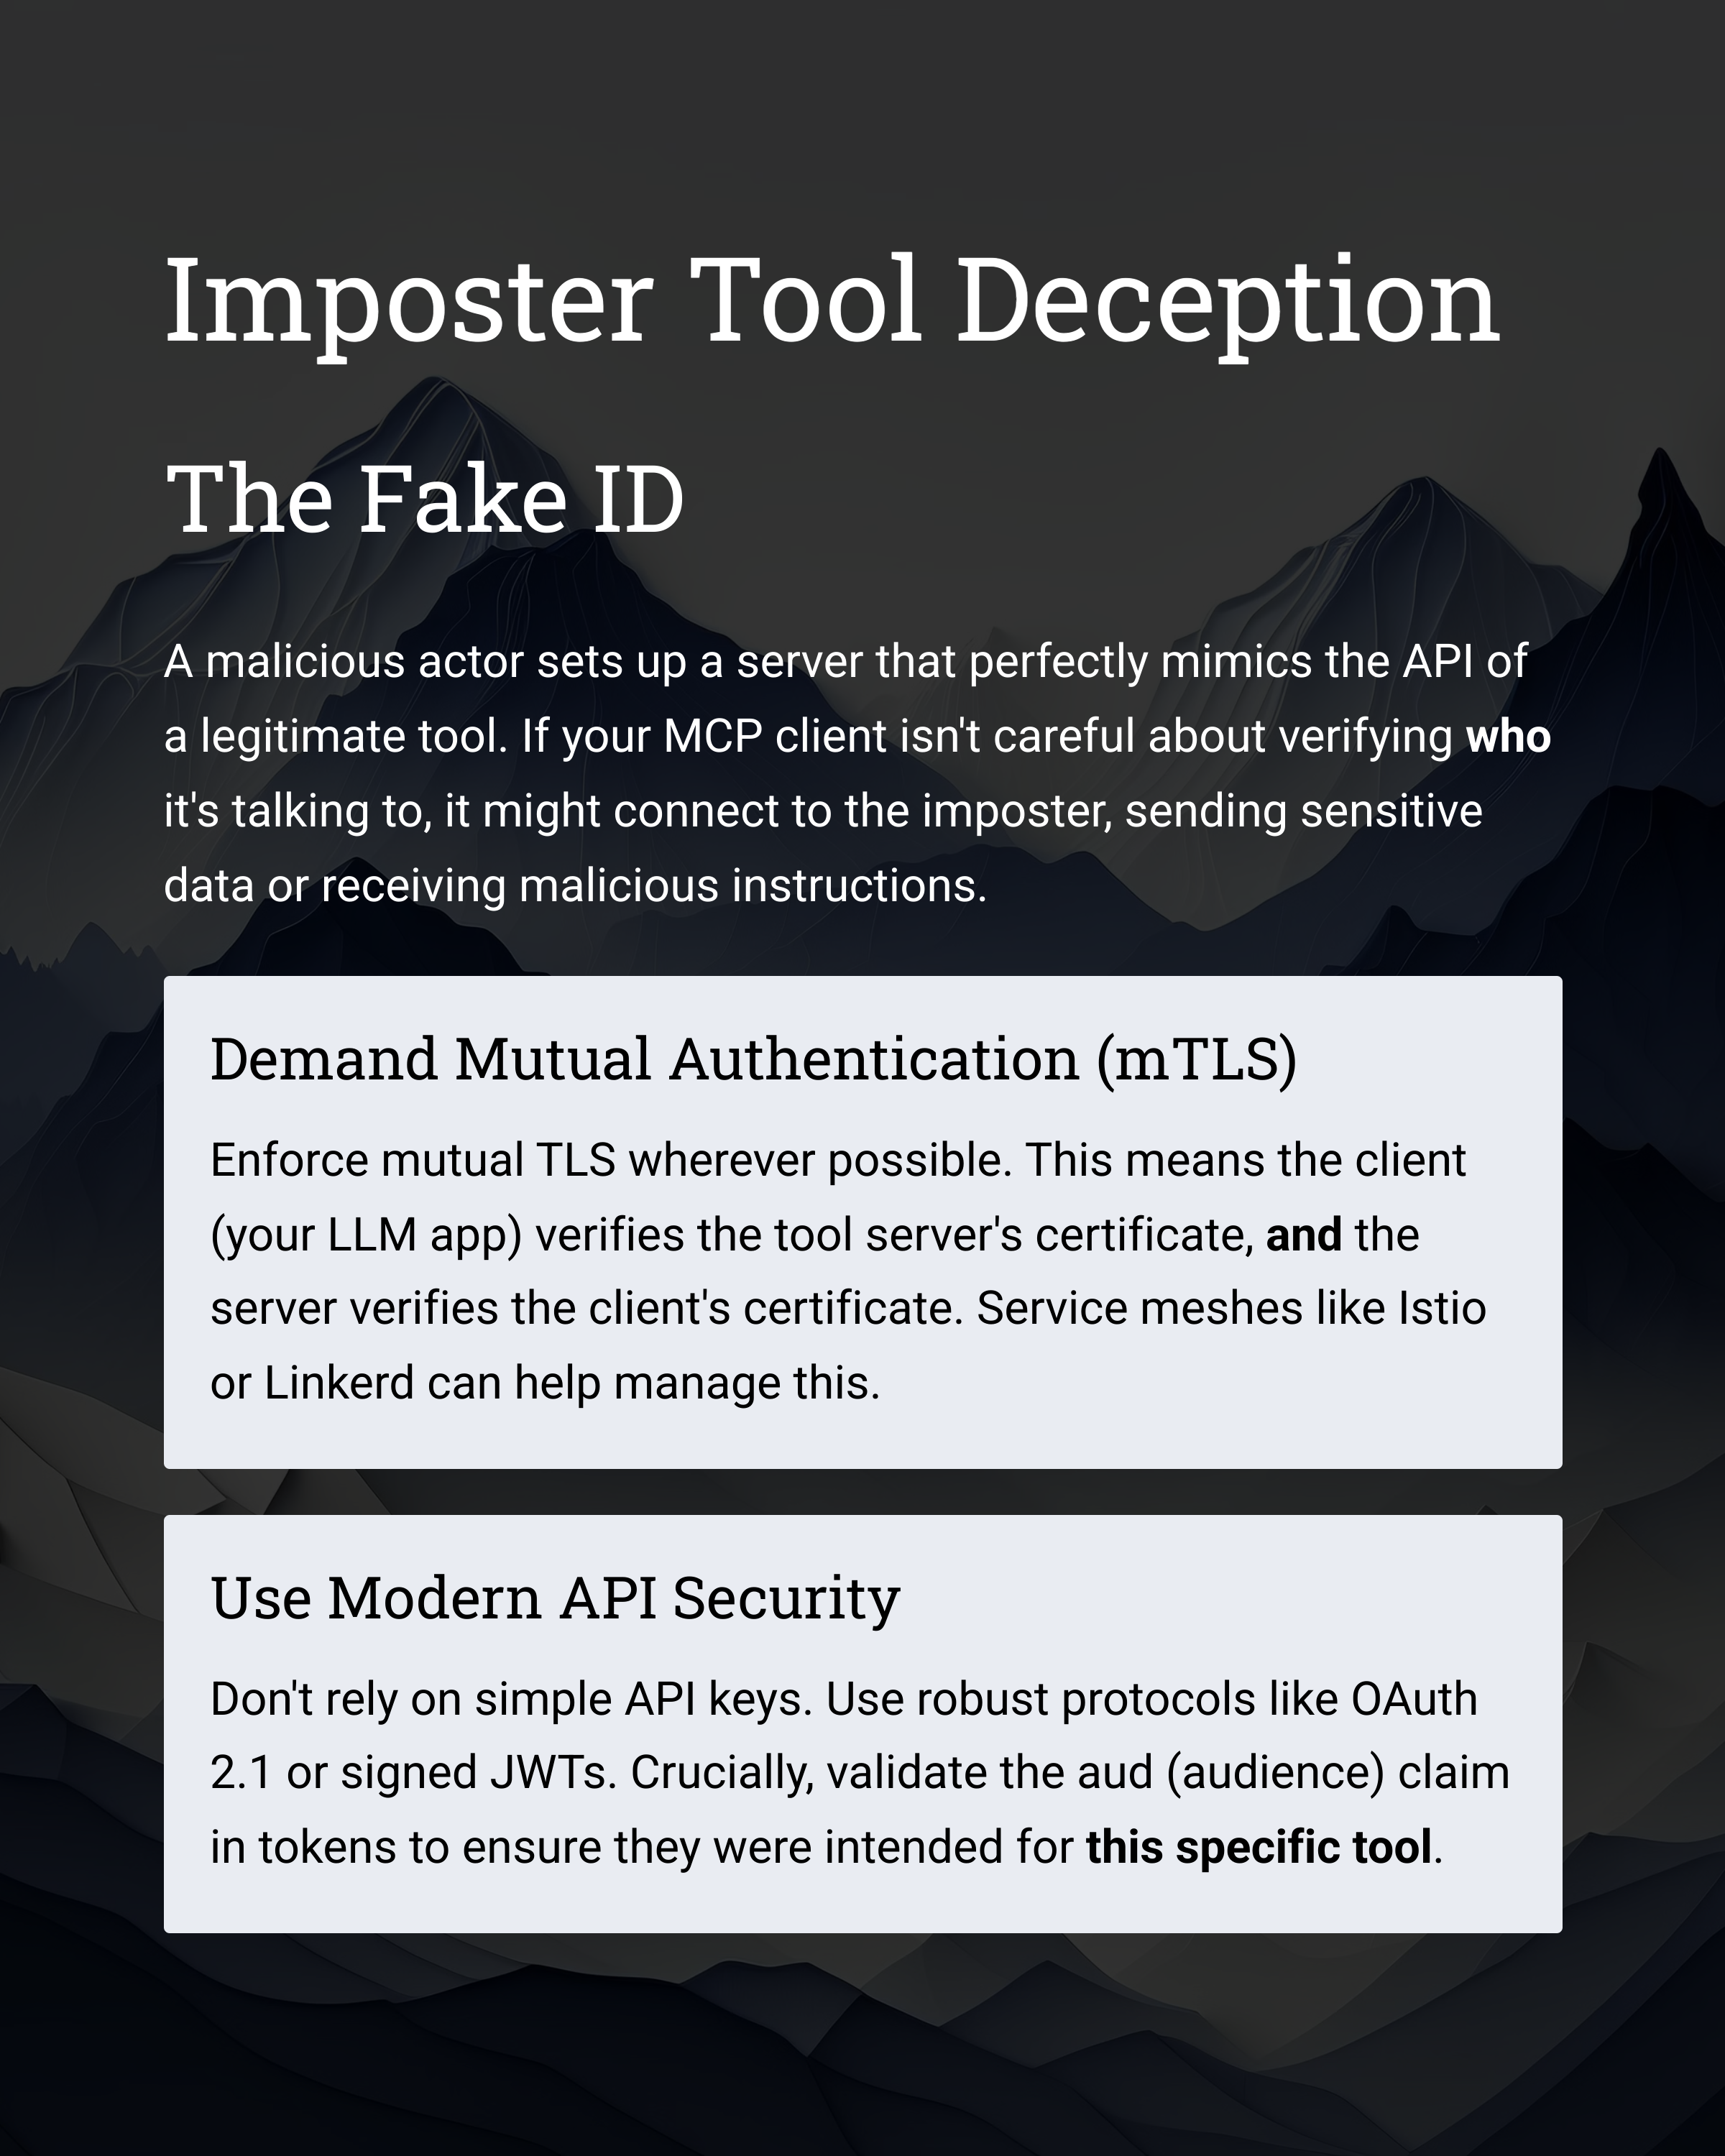 Imposter Tool Deception
The Fake ID
A malicious actor sets up a server that perfectly mimics the API of
a legitimate tool. If your MCP client isn't careful about verifying who
it's talking to, it might connect to the imposter, sending sensitive
data or receiving malicious instructions.
Demand Mutual Authentication (mTLS)
Enforce mutual TLS wherever possible. This means the client
(your LLM app) verifies the tool server's certificate, and the
server verifies the client's certificate. Service meshes like Istio
or Linkerd can help manage this.
Use Modern API Security
Don't rely on simple API keys. Use robust protocols like OAuth
2.1 or signed JWTs. Crucially, validate the aud (audience) claim
in tokens to ensure they were intended for this specific tool.